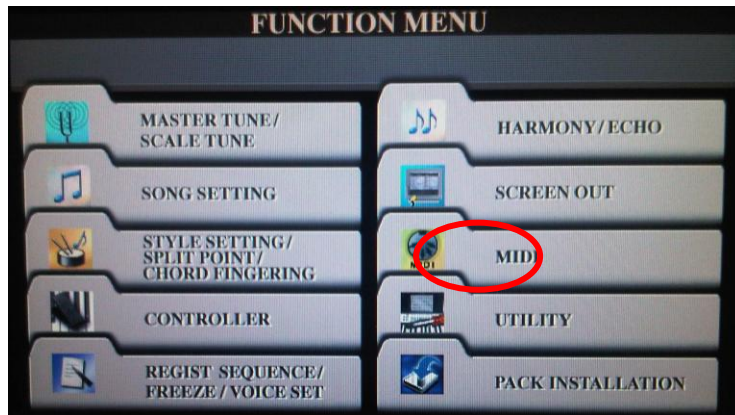 FUNCTION MENU
MASTER TUNE/
SCALE TUNE
SONG SETTING
STYLE SETTING/
SPLIT POINT/
CHORD FINGERING
CONTROLLER
REGIST SEQUENCE/
FREEZE / VOICE SET
HARMONY/ECHO
SCREEN OUT
MIDI
MIDI
UTILITY
PACK INSTALLATION